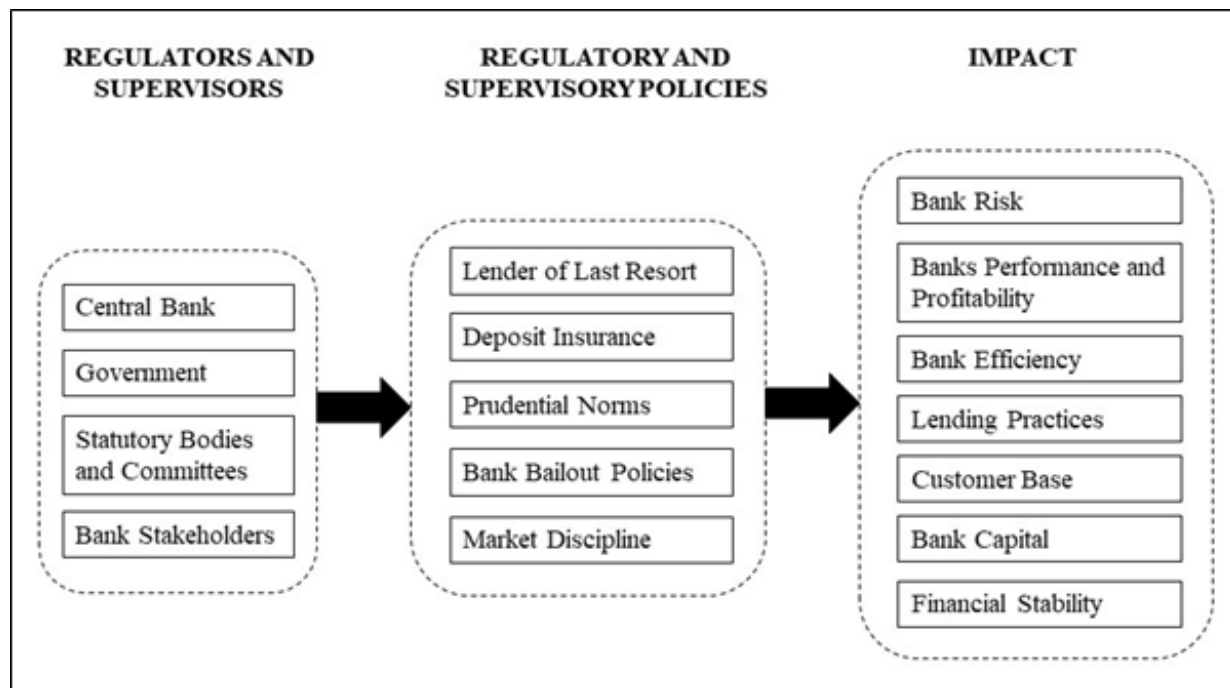 REGULATORS AND
SUPERVISORS
REGULATORY AND
SUPERVISORY POLICIES
IMPACT
Central Bank
Government
Statutory Bodies
and Committees
Bank Stakeholders
Lender of Last Resort
Deposit Insurance
Prudential Norms
Bank Bailout Policies
Market Discipline
Bank Risk
Banks Performance and
Profitability
Bank Efficiency
Lending Practices
Customer Base
Bank Capital
Financial Stability